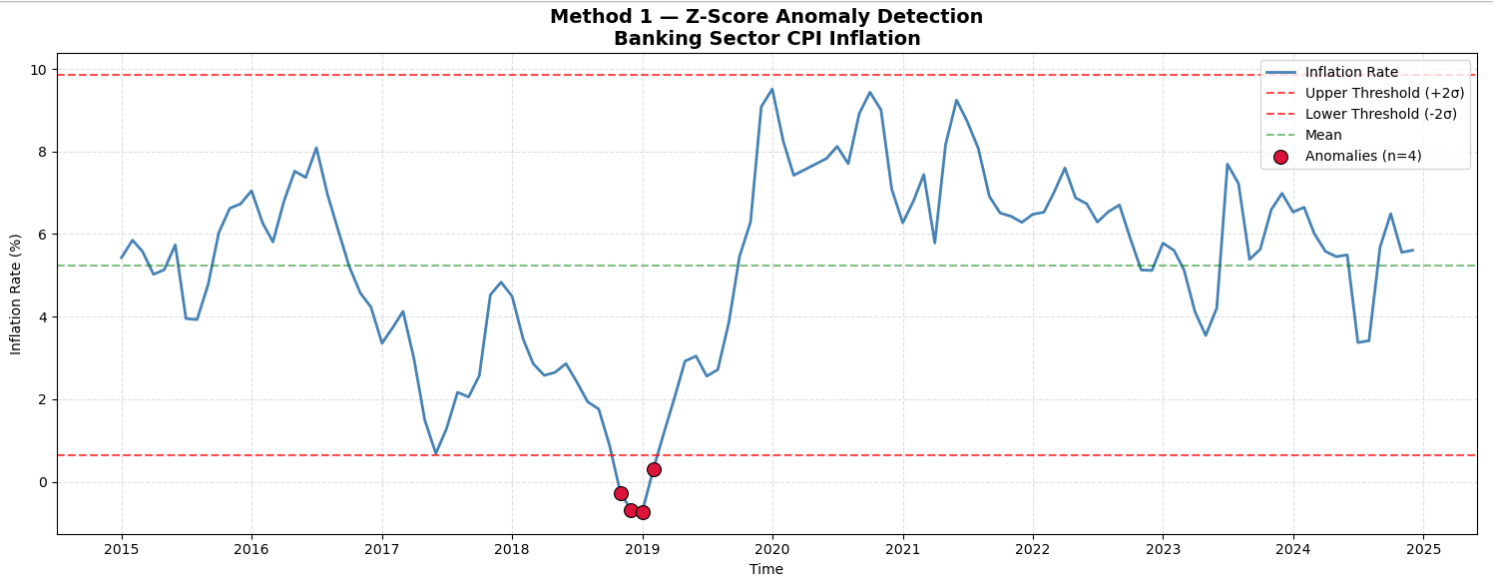 Method 1 — Z-Score Anomaly Detection
Banking Sector CPI Inflation
Inflation Rate
Upper Threshold (+2σ)
Lower Threshold (-2σ)
Mean
Anomalies (n=4)
Inflation Rate (%)
10
8
6
4
2
0
2015 2016 2017 2018 2019 2020 2021 2022 2023 2024 2025
Time